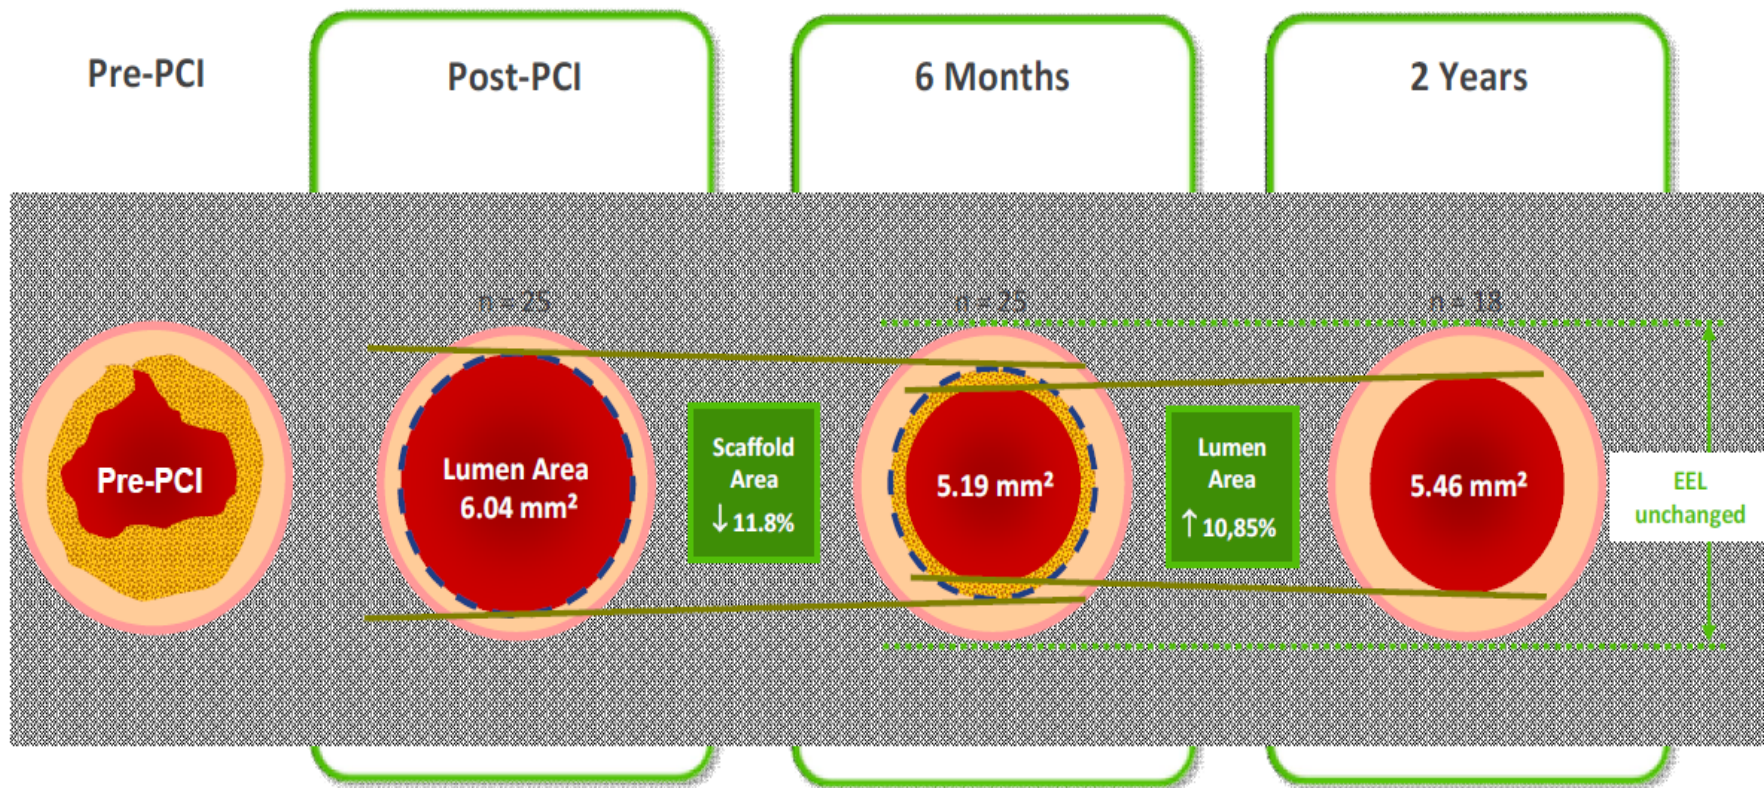 Pre-PCI
Post-PCI
6 Months
2 Years
n = 25
n = 25
n = 18
Pre-PCI
Lumen Area
6.04 mm²
Scaffold
Area
↓ 11.8%
5.19 mm²
Lumen
Area
↑ 10,85%
5.46 mm²
EEL
unchanged